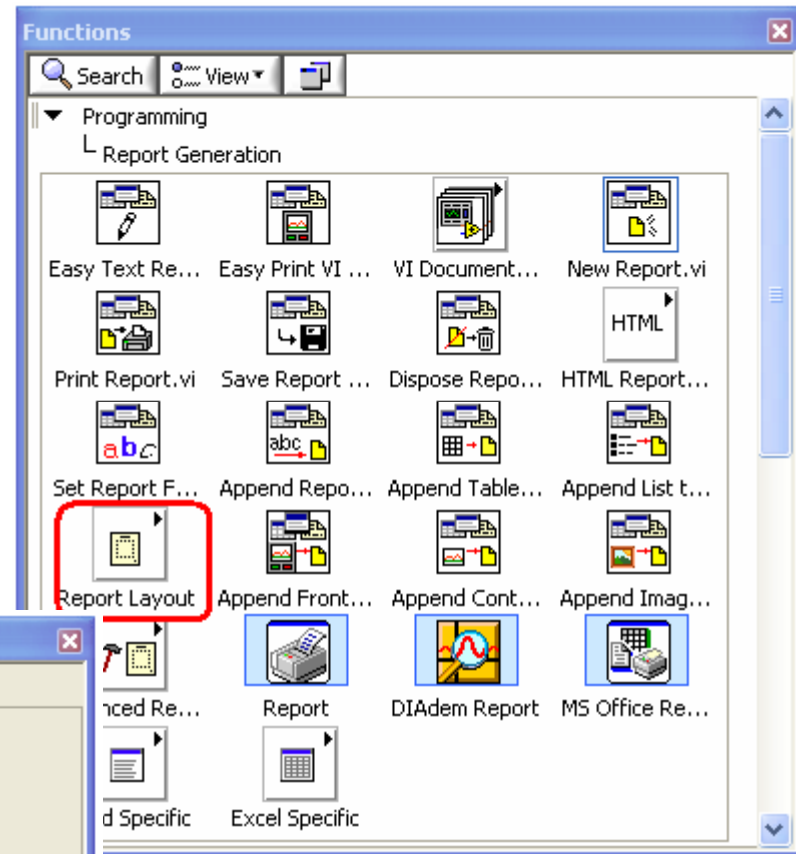 Functions
Search View
Programming
Report Generation
Easy Text Re... Easy Print VI ... VI Document... New Report.vi
HTML
Print Report.vi Save Report ... Dispose Repo... HTML Report...
abc abc
Set Report F... Append Repo... Append Table... Append List t...
Report Layout Append Front... Append Cont... Append Imag...
nced Re... Report DIAdem Report MS Office Re...
d Specific Excel Specific